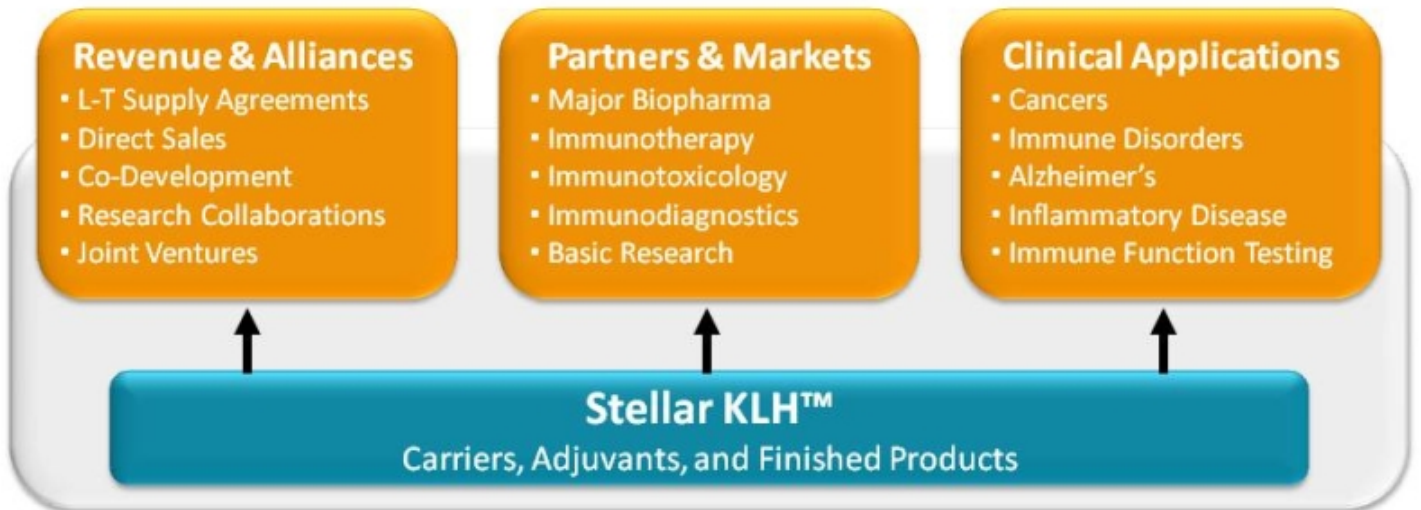 Revenue & Alliances
▪ L-T Supply Agreements
▪ Direct Sales
▪ Co-Development
▪ Research Collaborations
▪ Joint Ventures
Partners & Markets
▪ Major Biopharma
▪ Immunotherapy
▪ Immunotoxicology
▪ Immunodiagnostics
▪ Basic Research
Clinical Applications
▪ Cancers
▪ Immune Disorders
▪ Alzheimer’s
▪ Inflammatory Disease
▪ Immune Function Testing
Stellar KLH™
Carriers, Adjuvants, and Finished Products